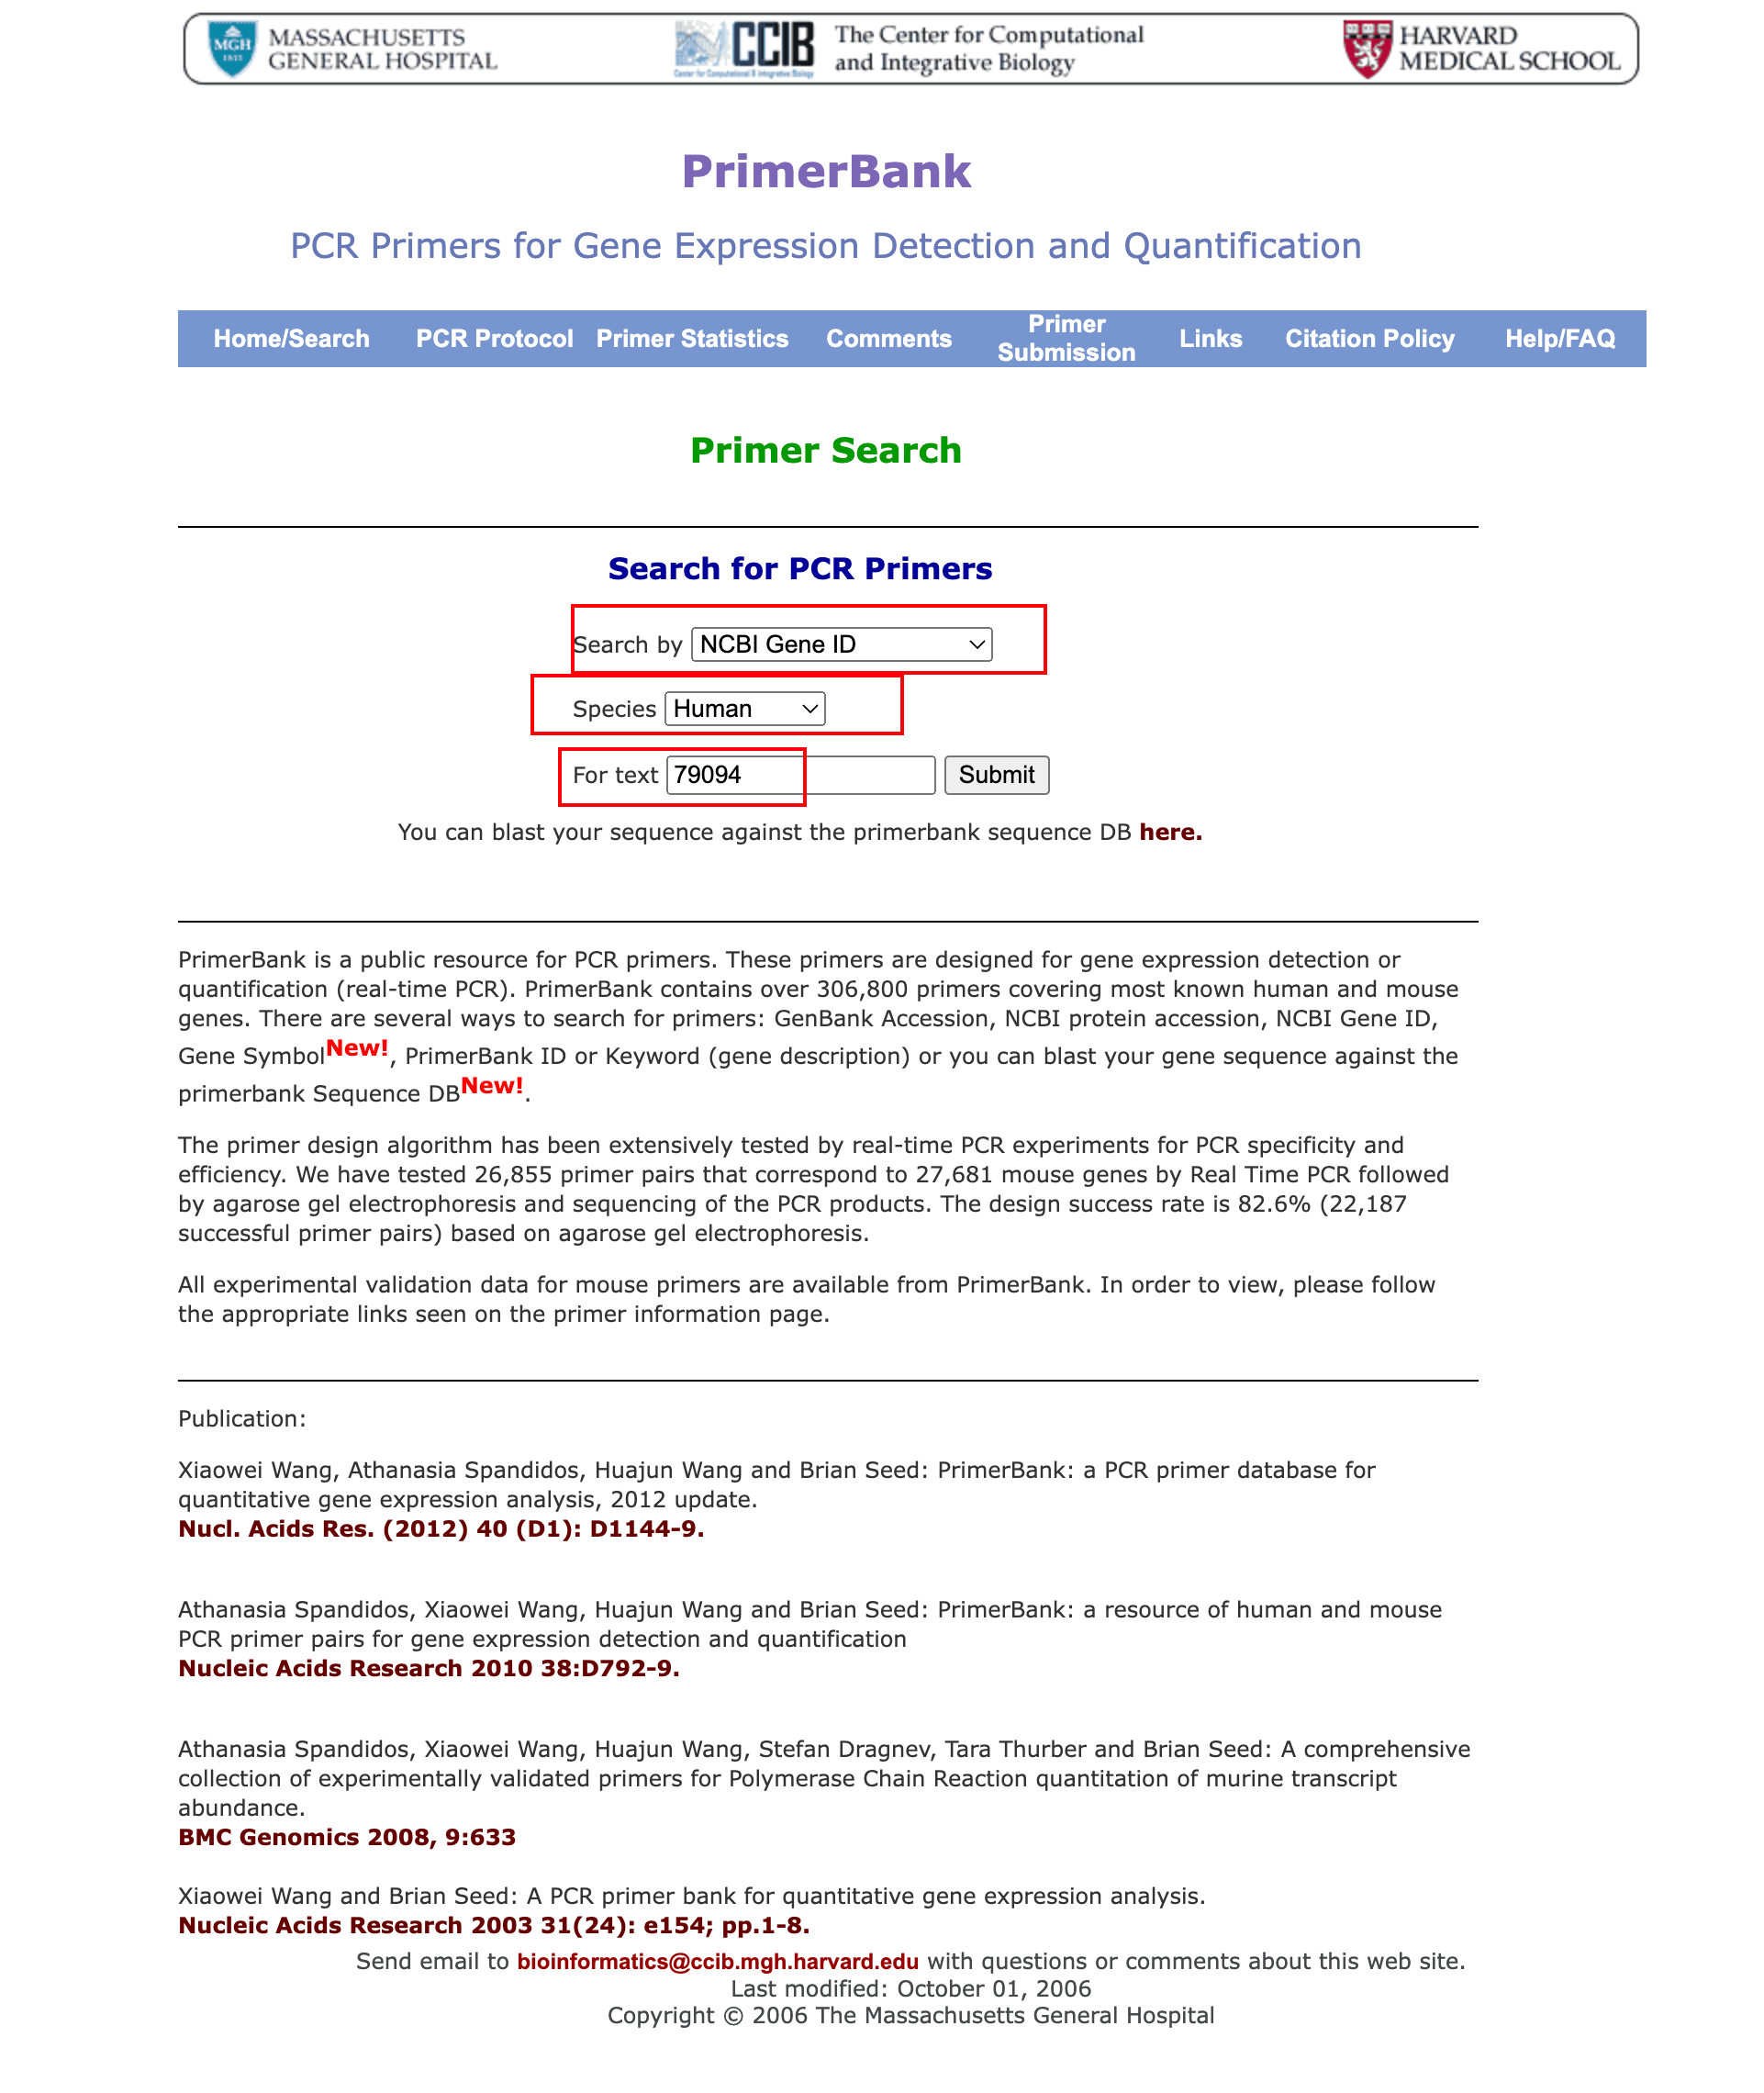 MASSACHUSETTS
GENERAL HOSPITAL
MGH
1811
CCIB
Center for Computational & Integrative Biology
The Center for Computational
and Integrative Biology
HARVARD
MEDICAL SCHOOL
PrimerBank
PCR Primers for Gene Expression Detection and Quantification
Home/Search PCR Protocol Primer Statistics Comments Primer Submission Links Citation Policy Help/FAQ
Primer Search
Search for PCR Primers
Search by NCBI Gene ID
Species Human
For text 79094 Submit
You can blast your sequence against the primerbank sequence DB here.
PrimerBank is a public resource for PCR primers. These primers are designed for gene expression detection or
quantification (real-time PCR). PrimerBank contains over 306,800 primers covering most known human and mouse
genes. There are several ways to search for primers: GenBank Accession, NCBI protein accession, NCBI Gene ID,
Gene SymbolNew!, PrimerBank ID or Keyword (gene description) or you can blast your gene sequence against the
primerbank Sequence DBNew!.
The primer design algorithm has been extensively tested by real-time PCR experiments for PCR specificity and
efficiency. We have tested 26,855 primer pairs that correspond to 27,681 mouse genes by Real Time PCR followed
by agarose gel electrophoresis and sequencing of the PCR products. The design success rate is 82.6% (22,187
successful primer pairs) based on agarose gel electrophoresis.
All experimental validation data for mouse primers are available from PrimerBank. In order to view, please follow
the appropriate links seen on the primer information page.
Publication:
Xiaowei Wang, Athanasia Spandidos, Huajun Wang and Brian Seed: PrimerBank: a PCR primer database for
quantitative gene expression analysis, 2012 update.
Nucl. Acids Res. (2012) 40 (D1): D1144-9.
Athanasia Spandidos, Xiaowei Wang, Huajun Wang and Brian Seed: PrimerBank: a resource of human and mouse
PCR primer pairs for gene expression detection and quantification
Nucleic Acids Research 2010 38:D792-9.
Athanasia Spandidos, Xiaowei Wang, Huajun Wang, Stefan Dragnev, Tara Thurber and Brian Seed: A comprehensive
collection of experimentally validated primers for Polymerase Chain Reaction quantitation of murine transcript
abundance.
BMC Genomics 2008, 9:633
Xiaowei Wang and Brian Seed: A PCR primer bank for quantitative gene expression analysis.
Nucleic Acids Research 2003 31(24): e154; pp.1-8.
Send email to bioinformatics@ccib.mgh.harvard.edu with questions or comments about this web site.
Last modified: October 01, 2006
Copyright © 2006 The Massachusetts General Hospital